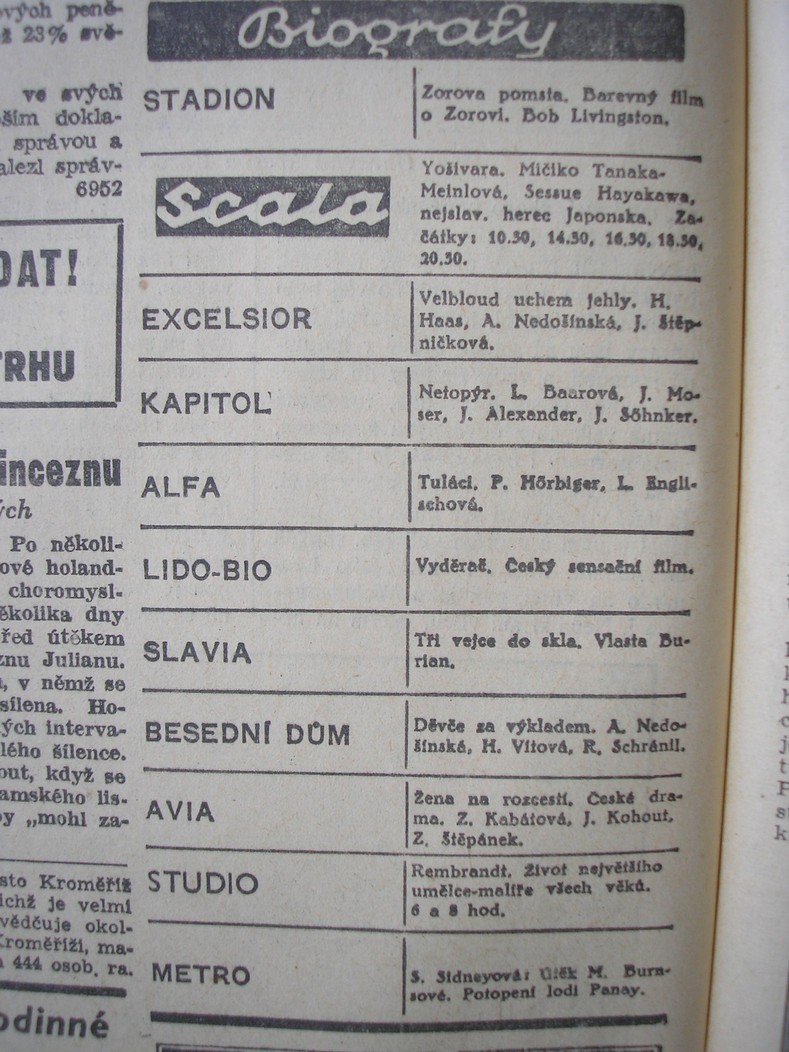 ových peně-
ž 23% své-
ve svých
ším dokla-
správou a
alezl správ-
6952
DAT!
TRHU
inceznu
ých
Po několi-
ové holand-
choromysl-
ěkolika dny
řed útěkem
znu Julianu.
, v němž se
sílena. Ho-
ých interva-
lého šílence.
out, když se
amského lis-
y „mohl za-
sto Kroměříž
ichž je velmi
vědčuje okol-
Kroměříži, ma-
444 osob. ra.
odinné
Biografy
STADION
Zorova pomsta. Barevný film
o Zorovi. Bob Livingston.
Scala
Yošivara. Mičiko Tanaka-
Meinlová, Sessue Hayakawa,
nejslav. herec Japonska. Za-
čátky: 10.30, 14.30, 16.30, 18.30,
20.30.
EXCELSIOR
Velbloud uchem jehly. H.
Haas, A. Nedošínská, J. Štěp-
ničková.
KAPITOL
Netopýr. L. Baarová, J. Mo-
ser, J. Alexander, J. Söhnker.
ALFA
Tuláci. P. Hörbiger, L. Engli-
schová.
LIDO-BIO
Vyděrač. Český sensační film.
SLAVIA
Tři vejce do skla. Vlasta Bu-
rian.
BESEDNÍ DŮM
Děvče za výkladem. A. Nedo-
šínská, H. Vítová, R. Schránil.
AVIA
Žena na rozcestí. České dra-
ma. Z. Kabátová, J. Kohout,
Z. Štěpánek.
STUDIO
Rembrandt. Život největšího
umělce-malíře všech věků.
6 a 8 hod.
METRO
S. Sidneyová: Útěk M. Burn-
sové. Potopení lodi Panay.